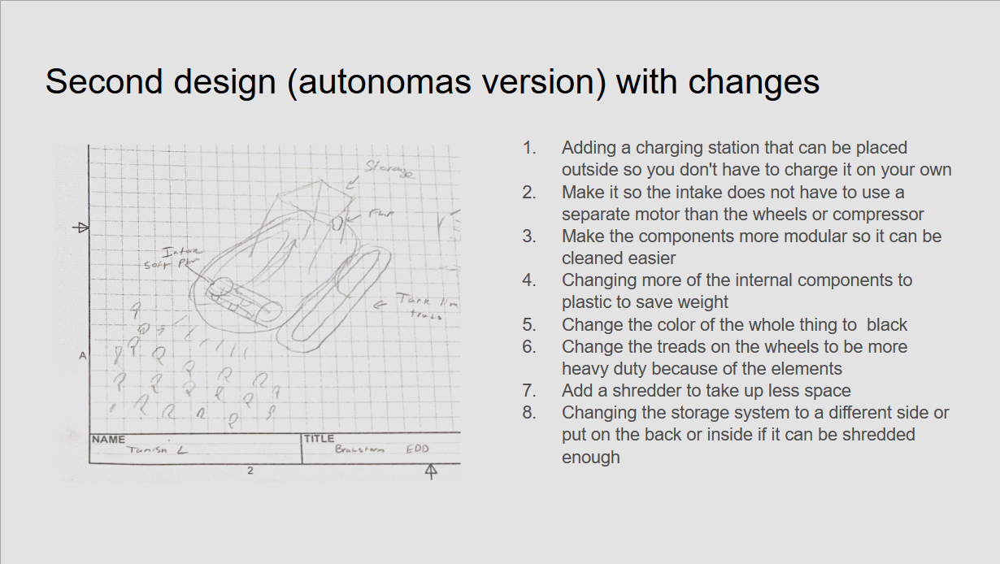 Second design (autonomas version) with changes
Storage
Intake
Soft
Tank
A
NAME
Tanish L
TITLE
Brainstorm EDD
2
1. Adding a charging station that can be placed
outside so you don't have to charge it on your own
2. Make it so the intake does not have to use a
separate motor than the wheels or compressor
3. Make the components more modular so it can be
cleaned easier
4. Changing more of the internal components to
plastic to save weight
5. Change the color of the whole thing to  black
6. Change the treads on the wheels to be more
heavy duty because of the elements
7. Add a shredder to take up less space
8. Changing the storage system to a different side or
put on the back or inside if it can be shredded
enough